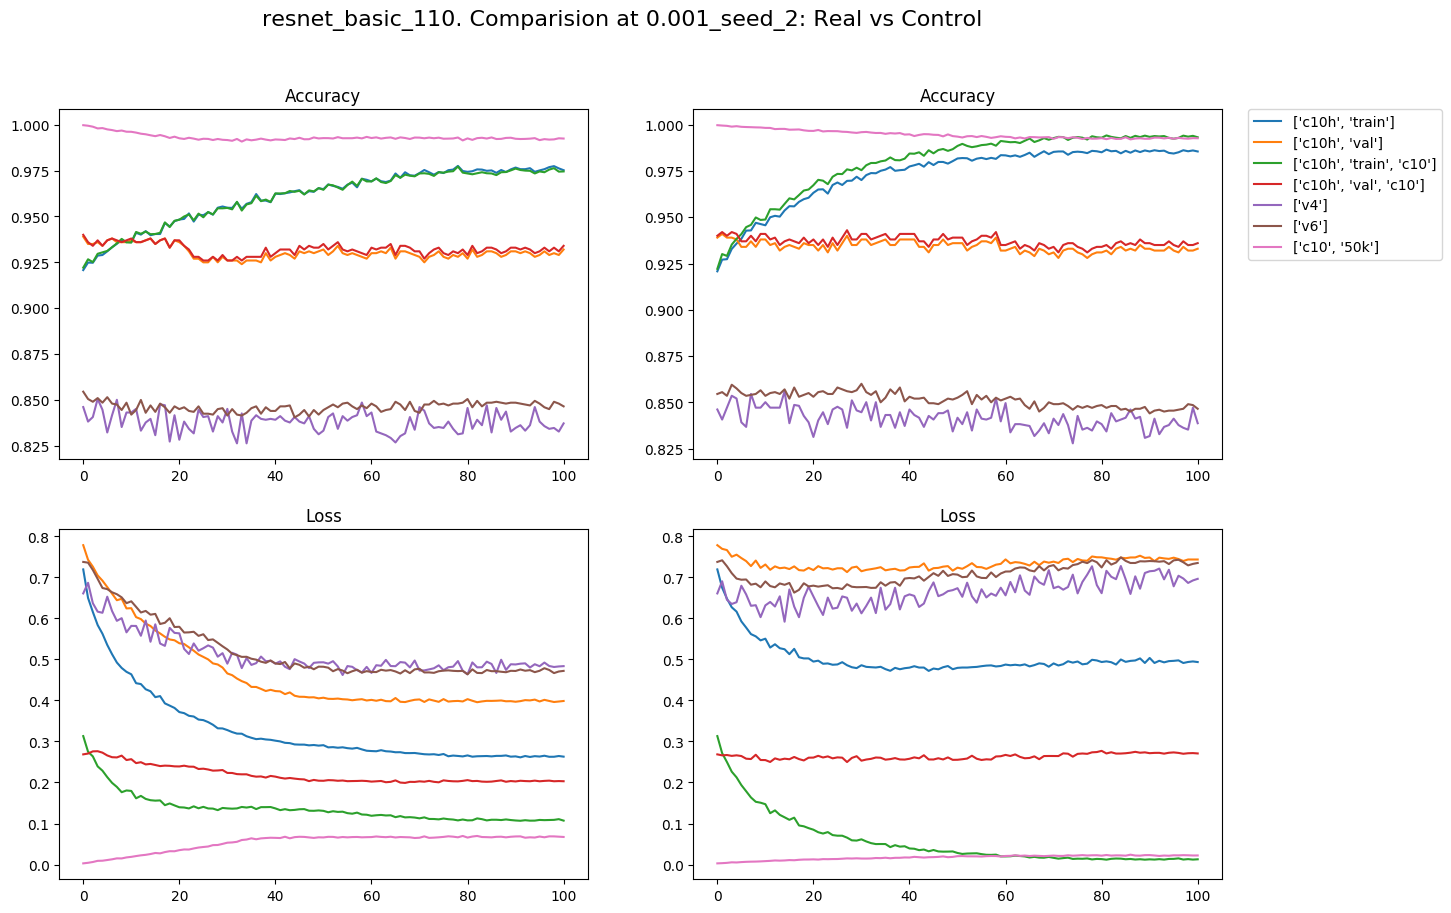 resnet_basic_110. Comparision at 0.001_seed_2: Real vs Control
Accuracy
1.000
0.975
0.950
0.925
0.900
0.875
0.850
0.825
0 20 40 60 80 100
Accuracy
1.000
0.975
0.950
0.925
0.900
0.875
0.850
0.825
0 20 40 60 80 100
['c10h', 'train']
['c10h', 'val']
['c10h', 'train', 'c10']
['c10h', 'val', 'c10']
['v4']
['v6']
['c10', '50k']
Loss
0.8
0.7
0.6
0.5
0.4
0.3
0.2
0.1
0.0
0 20 40 60 80 100
Loss
0.8
0.7
0.6
0.5
0.4
0.3
0.2
0.1
0.0
0 20 40 60 80 100